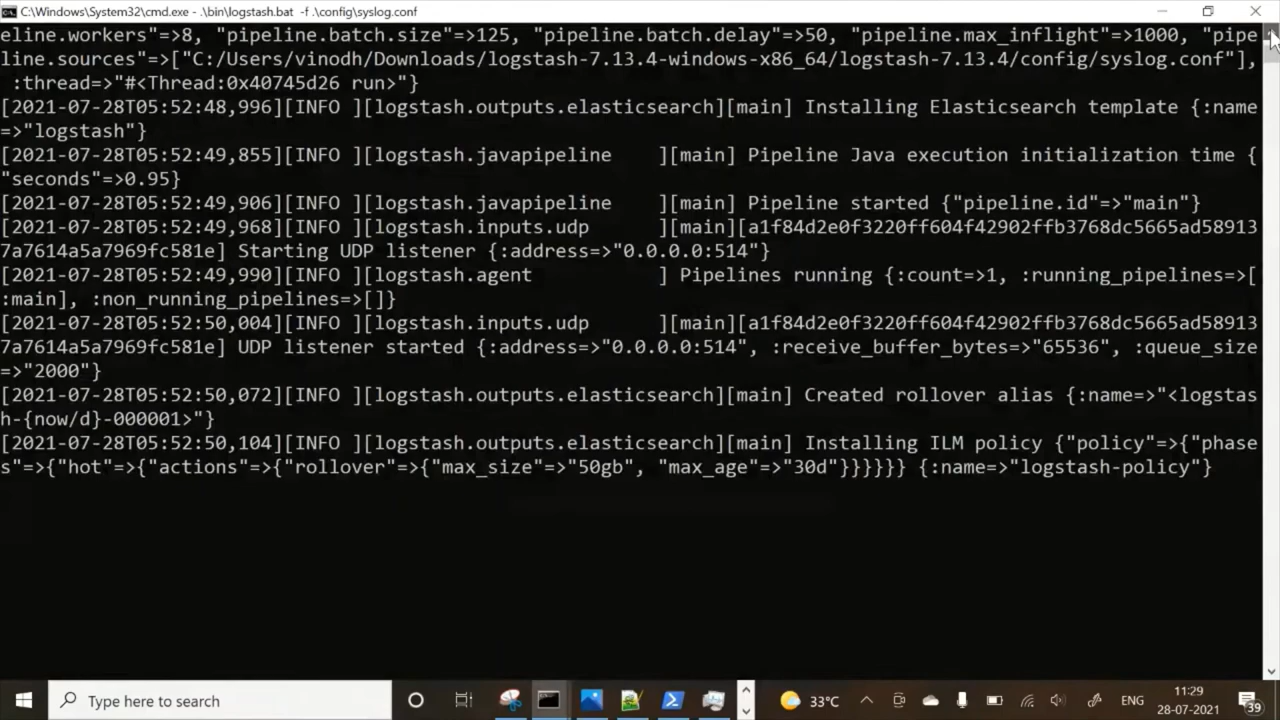 C:\Windows\System32\cmd.exe - .\bin\logstash.bat -f .\config\syslog.conf
eline.workers"=>8, "pipeline.batch.size"=>125, "pipeline.batch.delay"=>50, "pipeline.max_inflight"=>1000, "pipe
line.sources"=>["C:/Users/vinodh/Downloads/logstash-7.13.4-windows-x86_64/logstash-7.13.4/config/syslog.conf"],
 :thread=>"#<Thread:0x40745d26 run>"}
[2021-07-28T05:52:48,996][INFO ][logstash.outputs.elasticsearch][main] Installing Elasticsearch template {:name
=>"logstash"}
[2021-07-28T05:52:49,855][INFO ][logstash.javapipeline    ][main] Pipeline Java execution initialization time {
"seconds"=>0.95}
[2021-07-28T05:52:49,906][INFO ][logstash.javapipeline    ][main] Pipeline started {"pipeline.id"=>"main"}
[2021-07-28T05:52:49,968][INFO ][logstash.inputs.udp      ][main][a1f84d2e0f3220ff604f42902ffb3768dc5665ad58913
7a7614a5a7969fc581e] Starting UDP listener {:address=>"0.0.0.0:514"}
[2021-07-28T05:52:49,990][INFO ][logstash.agent           ] Pipelines running {:count=>1, :running_pipelines=>[
:main], :non_running_pipelines=>[]}
[2021-07-28T05:52:50,004][INFO ][logstash.inputs.udp      ][main][a1f84d2e0f3220ff604f42902ffb3768dc5665ad58913
7a7614a5a7969fc581e] UDP listener started {:address=>"0.0.0.0:514", :receive_buffer_bytes=>"65536", :queue_size
=>"2000"}
[2021-07-28T05:52:50,072][INFO ][logstash.outputs.elasticsearch][main] Created rollover alias {:name=>"<logstas
h-{now/d}-000001>"}
[2021-07-28T05:52:50,104][INFO ][logstash.outputs.elasticsearch][main] Installing ILM policy {"policy"=>{"phase
s"=>{"hot"=>{"actions"=>{"rollover"=>{"max_size"=>"50gb", "max_age"=>"30d"}}}}}} {:name=>"logstash-policy"}
Type here to search
33°C
ENG
11:29
28-07-2021
39